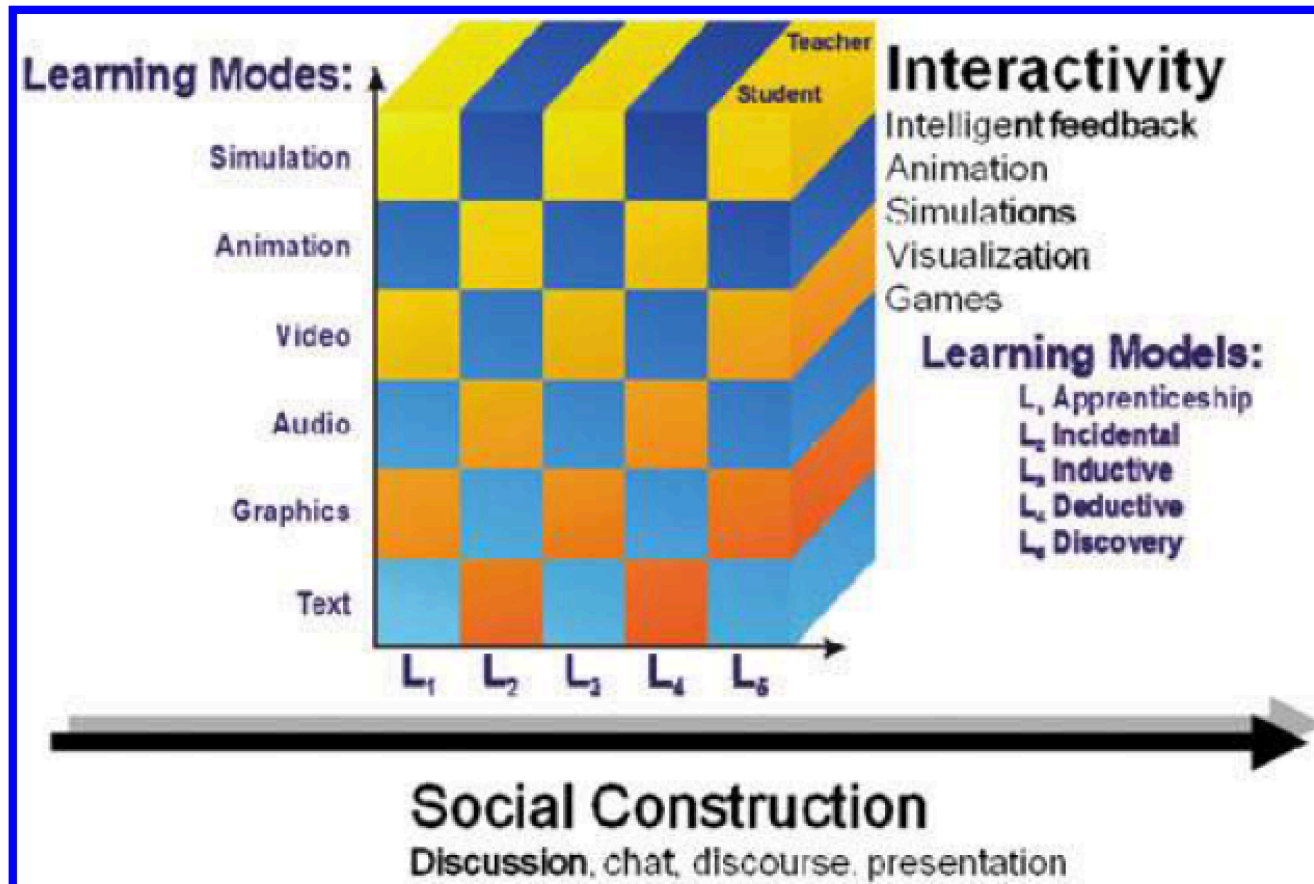 Learning Modes:
Simulation
Animation
Video
Audio
Graphics
Text
Teacher
Student
L₁ L₂ L₃ L₄ L₅
Interactivity
Intelligent feedback
Animation
Simulations
Visualization
Games
Learning Models:
L₁ Apprenticeship
L₂ Incidental
L₃ Inductive
L₄ Deductive
L₅ Discovery
Social Construction
Discussion, chat, discourse, presentation